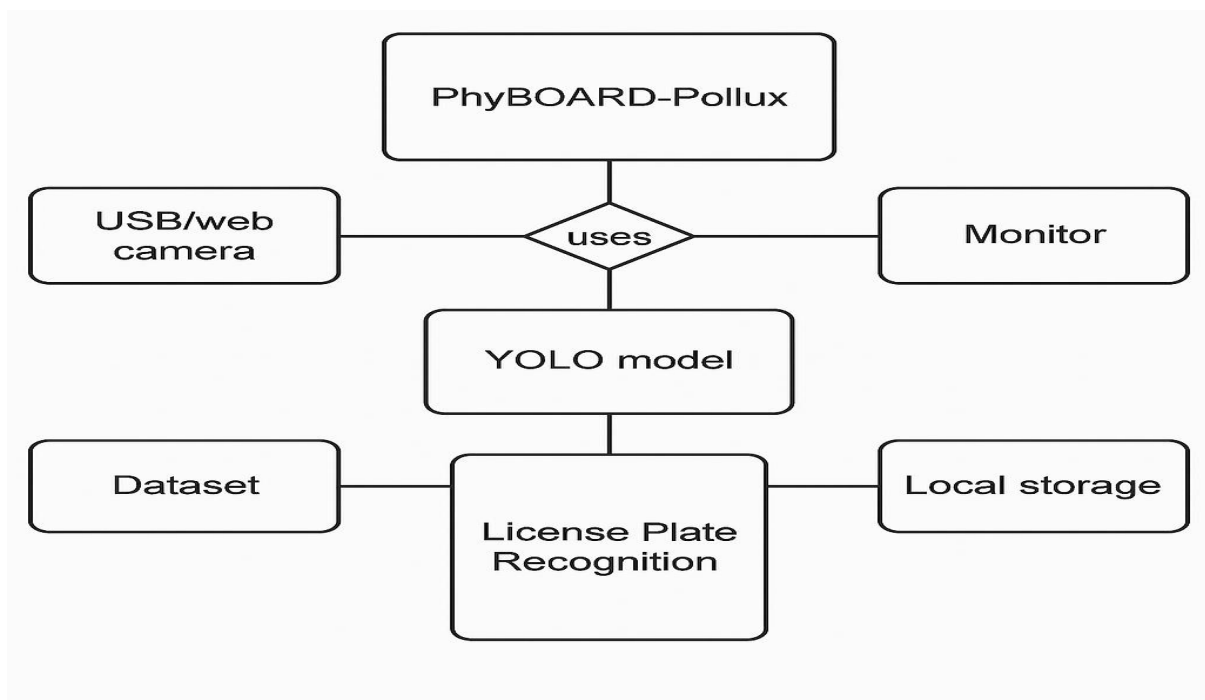 PhyBOARD-Pollux
USB/web
camera
uses
Monitor
YOLO model
Dataset
License Plate
Recognition
Local storage